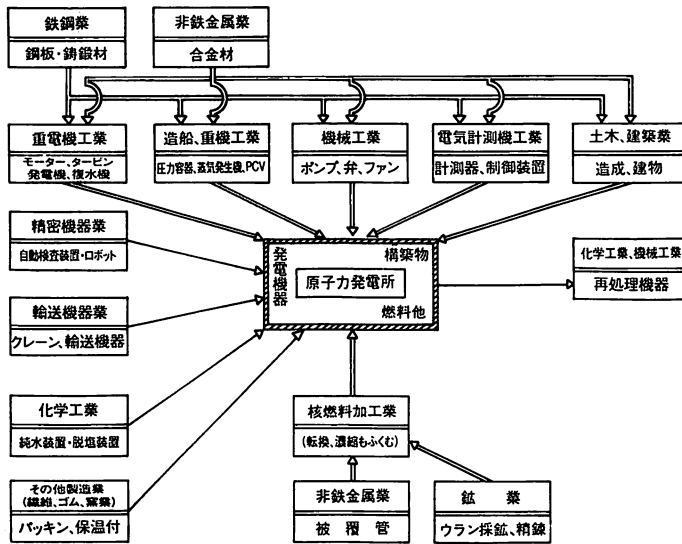 鉄鋼業
鋼板・鋳鍛材
非鉄金属業
合金材
重電機工業
モーター、タービン
発電機、復水機
造船、重機工業
圧力容器、蒸気発生機、PCV
機械工業
ポンプ、弁、ファン
電気計測機工業
計測器、制御装置
土木、建築業
造成、建物
精密機器業
自動検査装置・ロボット
輸送機器業
クレーン、輸送機器
化学工業
純水装置・脱塩装置
その他製造業
(繊維、ゴム、窯業)
パッキン、保温付
発電機器
構築物
原子力発電所
燃料他
化学工業、機械工業
再処理機器
核燃料加工業
(転換、濃縮もふくむ)
非鉄金属業
被覆管
鉱業
ウラン採鉱、精錬